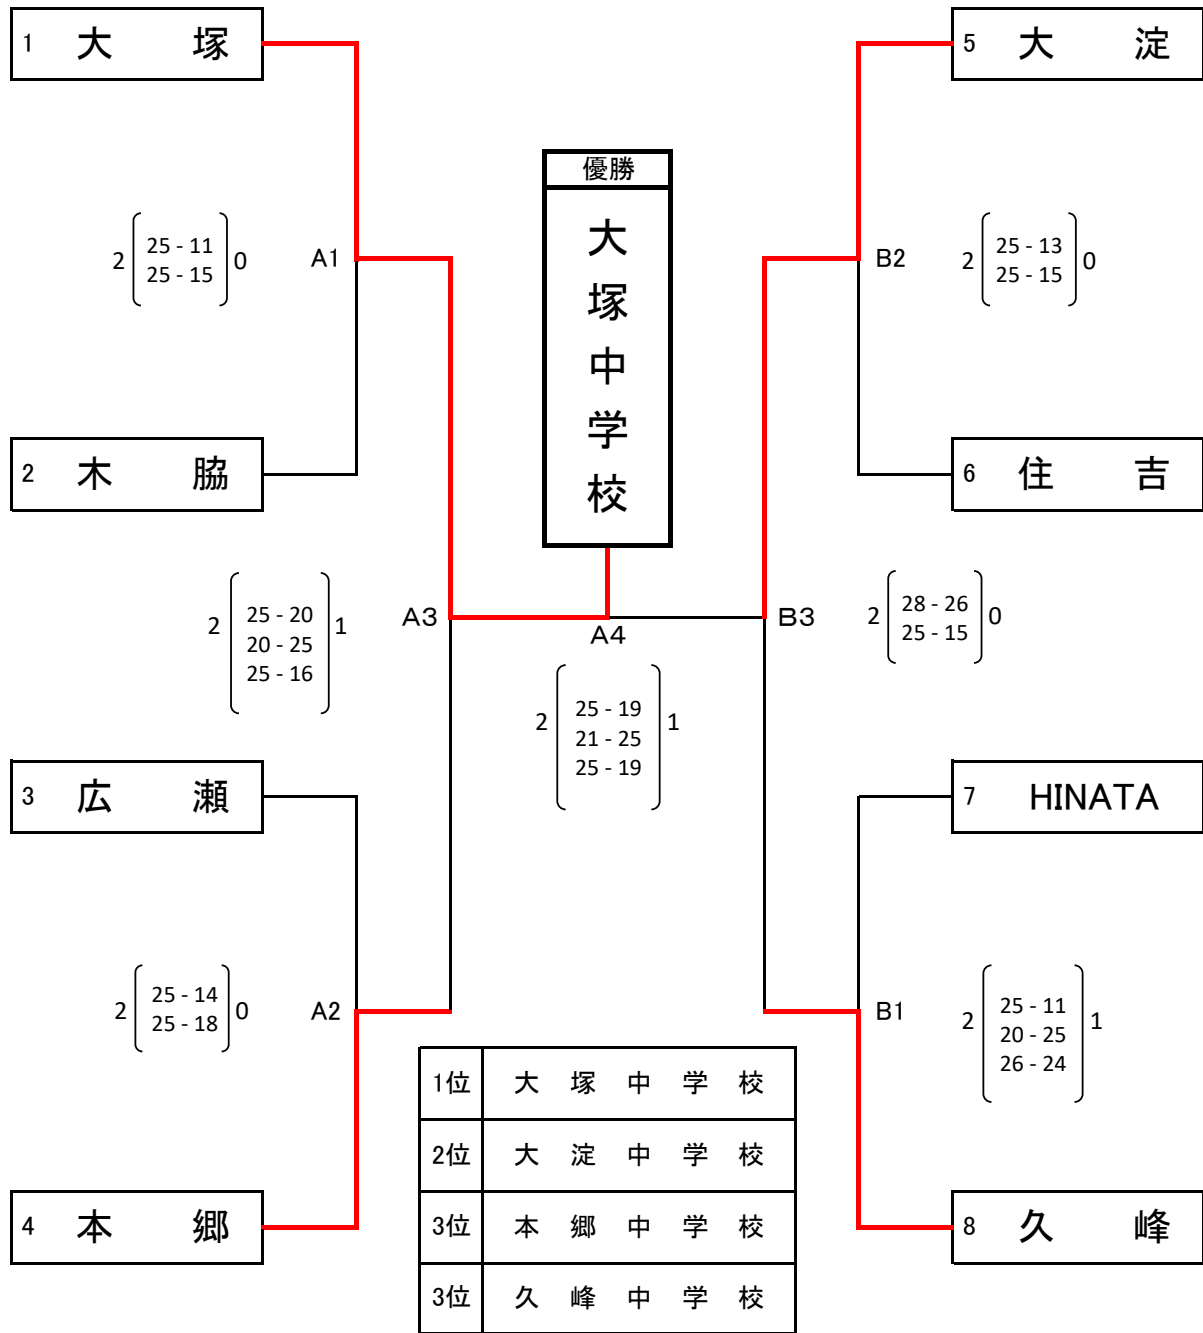 1 大 塚
5 大 淀
優勝
大塚中学校
2 25 - 11 0
25 - 15
A1
B2
2 25 - 13 0
25 - 15
2 木 脇
6 住 吉
2 25 - 20 1
20 - 25
25 - 16
A3
A4
B3
2 28 - 26 0
25 - 15
2 25 - 19 1
21 - 25
25 - 19
3 広 瀬
7 HINATA
2 25 - 14 0
25 - 18
A2
B1
2 25 - 11 1
20 - 25
26 - 24
1位 大 塚 中 学 校
2位 大 淀 中 学 校
3位 本 郷 中 学 校
3位 久 峰 中 学 校
4 本 郷
8 久 峰